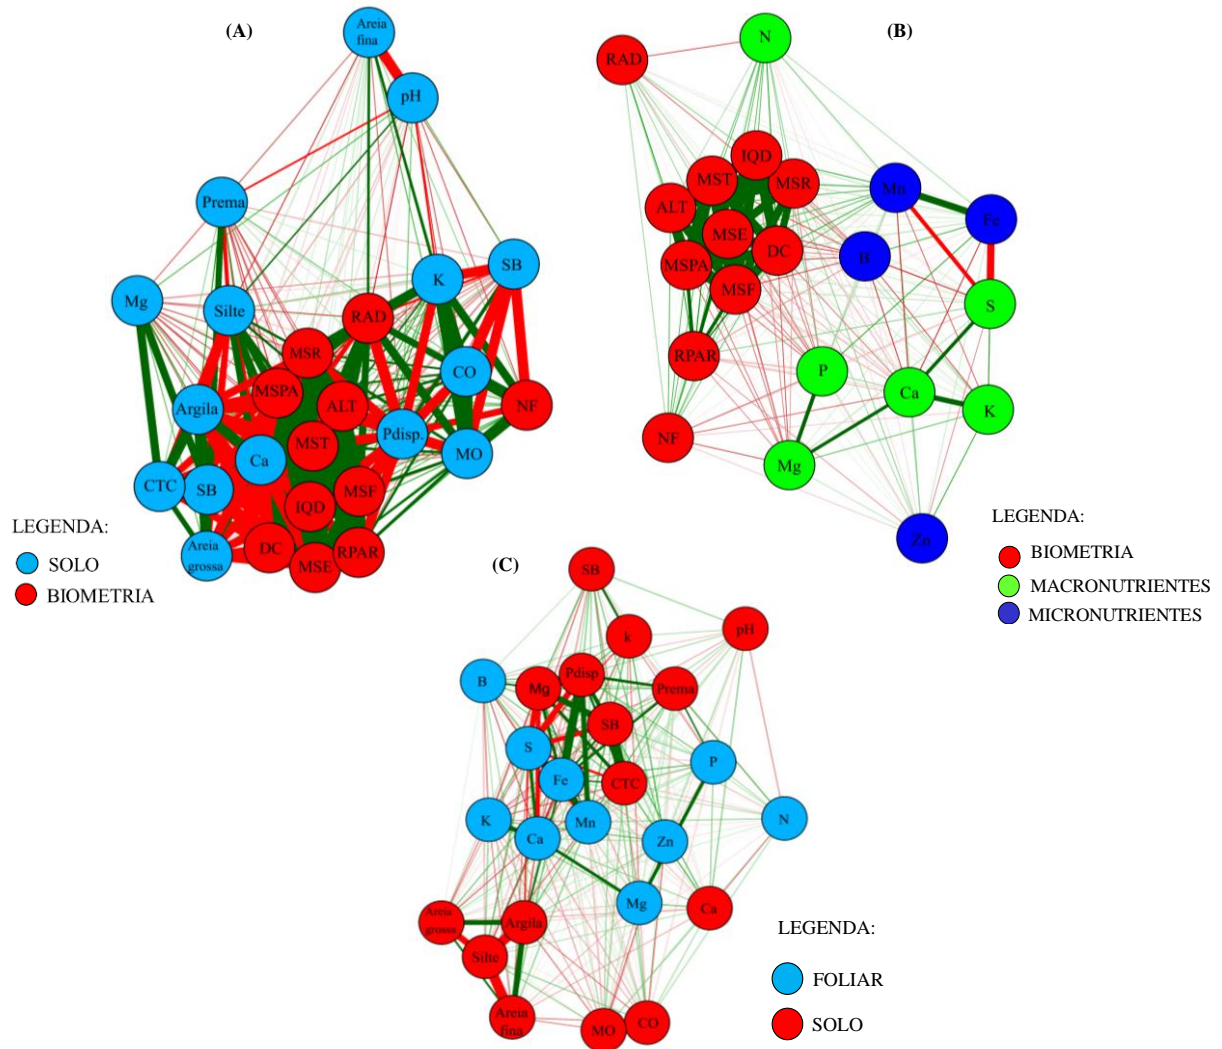 (A)
Areia
fina
pH
Prema
SB
K
Mg
Silte
RAD
MSR
CO
MSPA
NF
Argila
ALT
Pdisp.
MST
MO
Ca
CTC
SB
MSF
IQD
Areia
grossa
DC
RPAR
MSE
LEGENDA:
SOLO
BIOMETRIA
(B)
N
RAD
IQD
MST
MSR
Mn
ALT
Fe
MSE
DC
B
MSPA
MSF
S
RPAR
P
Ca
K
NF
Mg
Zn
LEGENDA:
BIOMETRIA
MACRONUTRIENTES
MICRONUTRIENTES
(C)
SB
k
pH
Pdisp
B
Mg
Prema
SB
S
P
Fe
CTC
K
Mn
N
Ca
Zn
Mg
Ca
Areia
grossa
Argila
Silte
Areia
fina
MO
CO
LEGENDA:
FOLIAR
SOLO